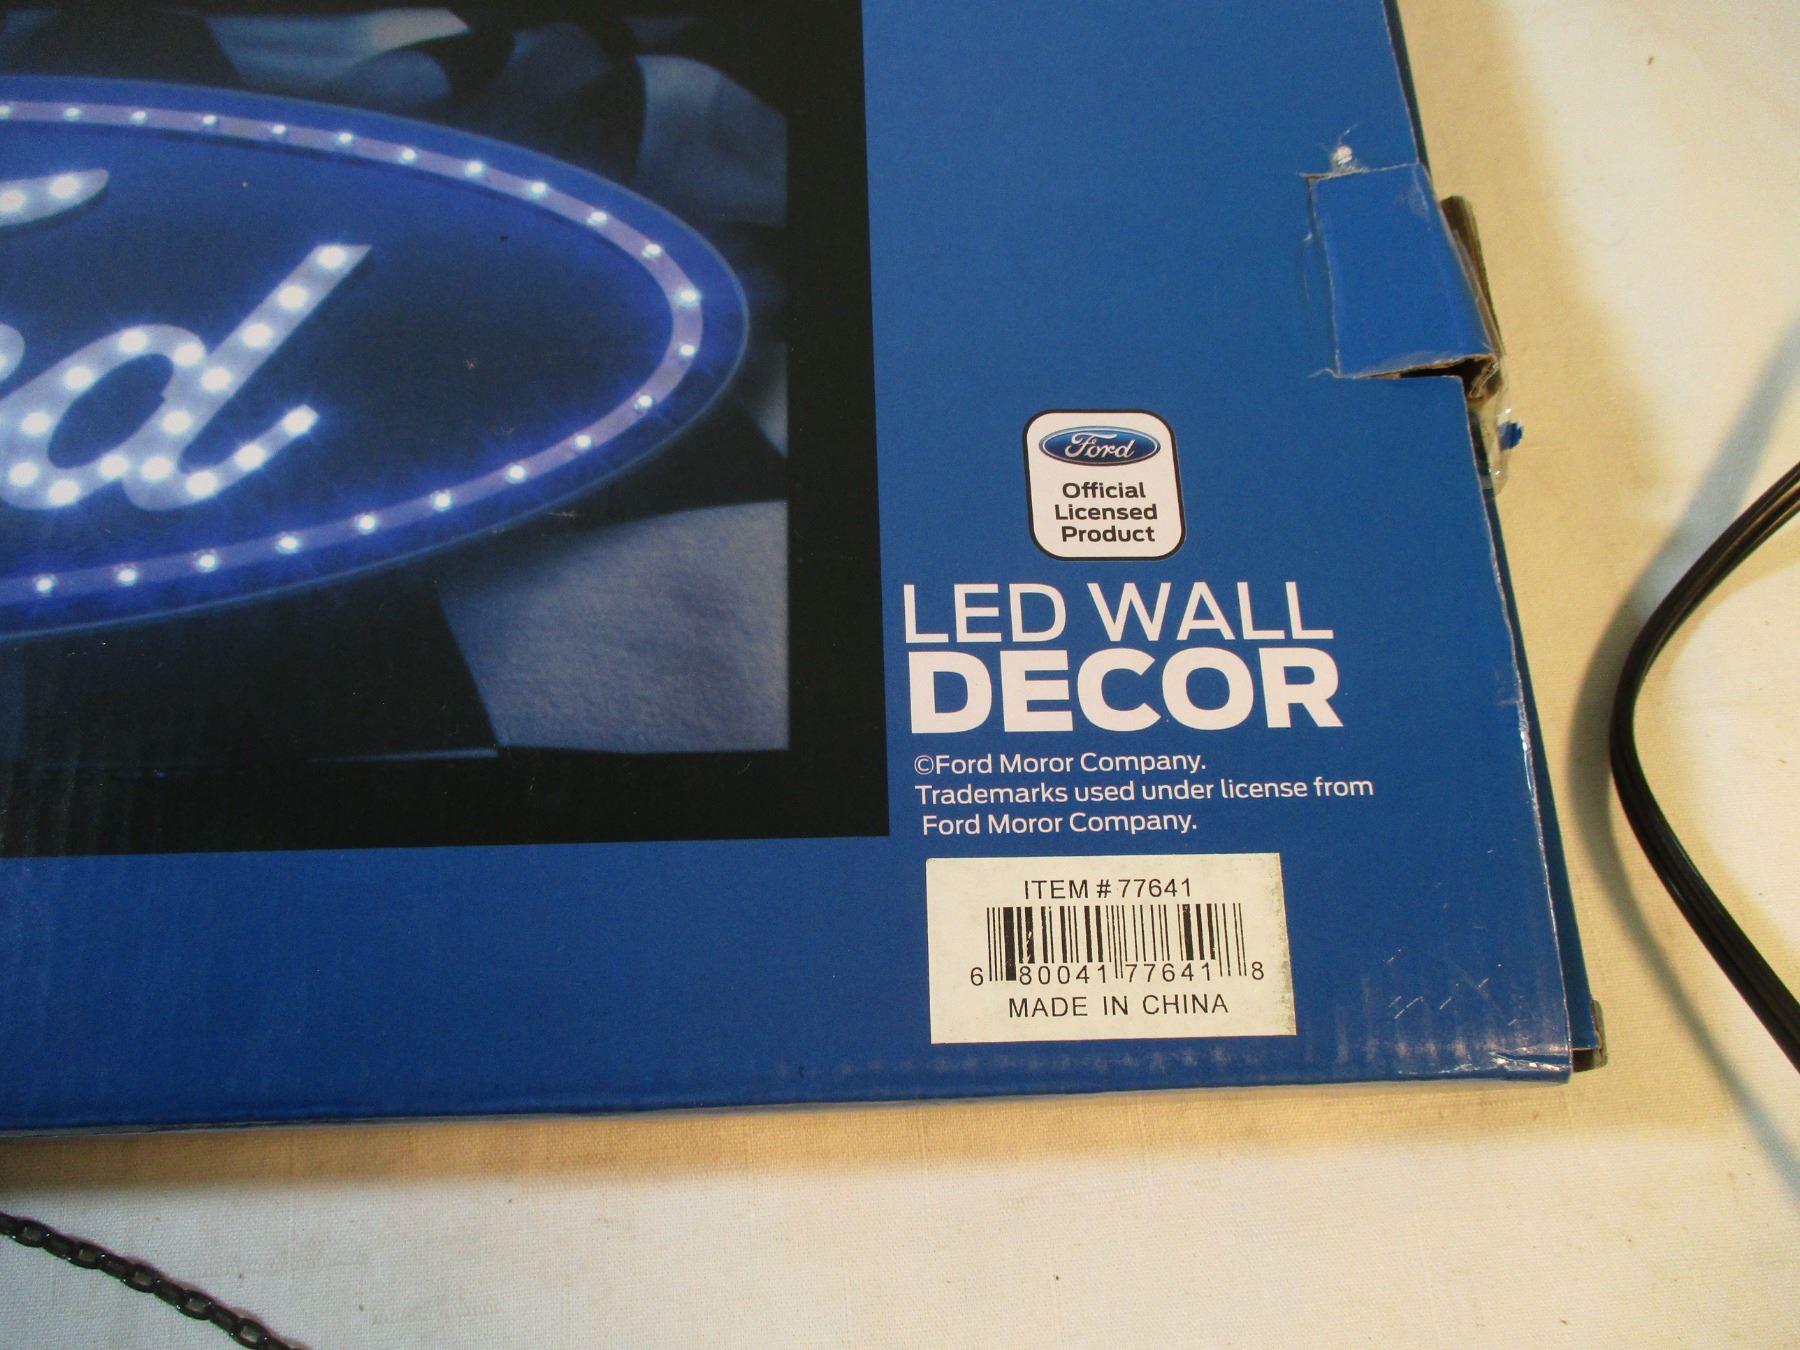 Ford
Ford
Official
Licensed
Product
LED WALL
DECOR
©Ford Moror Company.
Trademarks used under license from
Ford Moror Company.
ITEM # 77641
6 80041 77641 8
MADE IN CHINA